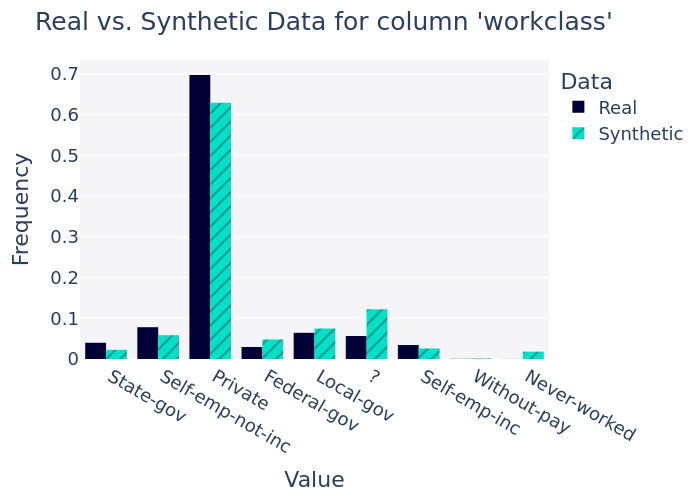 Real vs. Synthetic Data for column 'workclass'
Data
Real
Synthetic
Frequency
0.7
0.6
0.5
0.4
0.3
0.2
0.1
0
State-gov
Self-emp-not-inc
Private
Federal-gov
Local-gov
?
Self-emp-inc
Without-pay
Never-worked
Value